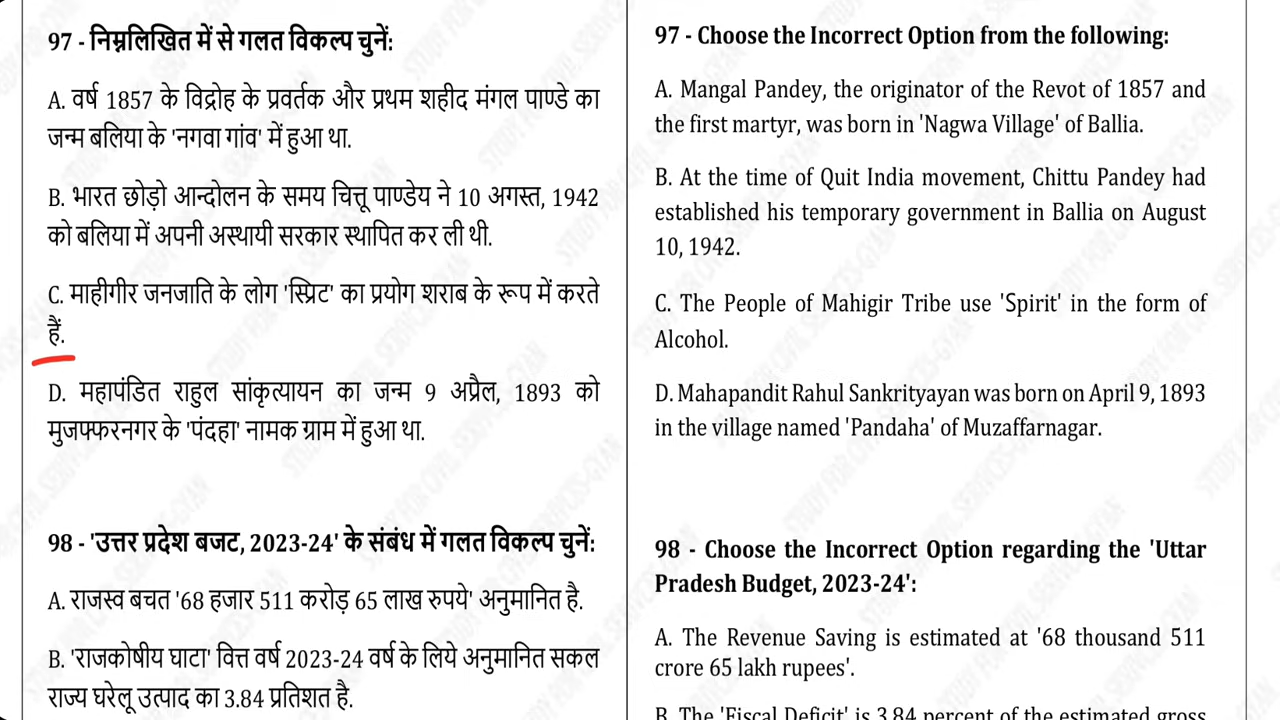 97 - निम्नलिखित में से गलत विकल्प चुनें:
A. वर्ष 1857 के विद्रोह के प्रवर्तक और प्रथम शहीद मंगल पाण्डे का
जन्म बलिया के 'नगवा गांव' में हुआ था.
B. भारत छोड़ो आन्दोलन के समय चित्तू पाण्डेय ने 10 अगस्त, 1942
को बलिया में अपनी अस्थायी सरकार स्थापित कर ली थी.
C. माहीगीर जनजाति के लोग 'स्प्रिट' का प्रयोग शराब के रूप में करते
हैं.
D. महापंडित राहुल सांकृत्यायन का जन्म 9 अप्रैल, 1893 को
मुजफ्फरनगर के 'पंदहा' नामक ग्राम में हुआ था.
98 - 'उत्तर प्रदेश बजट, 2023-24' के संबंध में गलत विकल्प चुनें:
A. राजस्व बचत '68 हजार 511 करोड़ 65 लाख रुपये' अनुमानित है.
B. 'राजकोषीय घाटा' वित्त वर्ष 2023-24 वर्ष के लिये अनुमानित सकल
राज्य घरेलू उत्पाद का 3.84 प्रतिशत है.
97 - Choose the Incorrect Option from the following:
A. Mangal Pandey, the originator of the Revot of 1857 and
the first martyr, was born in 'Nagwa Village' of Ballia.
B. At the time of Quit India movement, Chittu Pandey had
established his temporary government in Ballia on August
10, 1942.
C. The People of Mahigir Tribe use 'Spirit' in the form of
Alcohol.
D. Mahapandit Rahul Sankrityayan was born on April 9, 1893
in the village named 'Pandaha' of Muzaffarnagar.
98 - Choose the Incorrect Option regarding the 'Uttar
Pradesh Budget, 2023-24':
A. The Revenue Saving is estimated at '68 thousand 511
crore 65 lakh rupees'.
B. The 'Fiscal Deficit' is 3.84 percent of the estimated gross